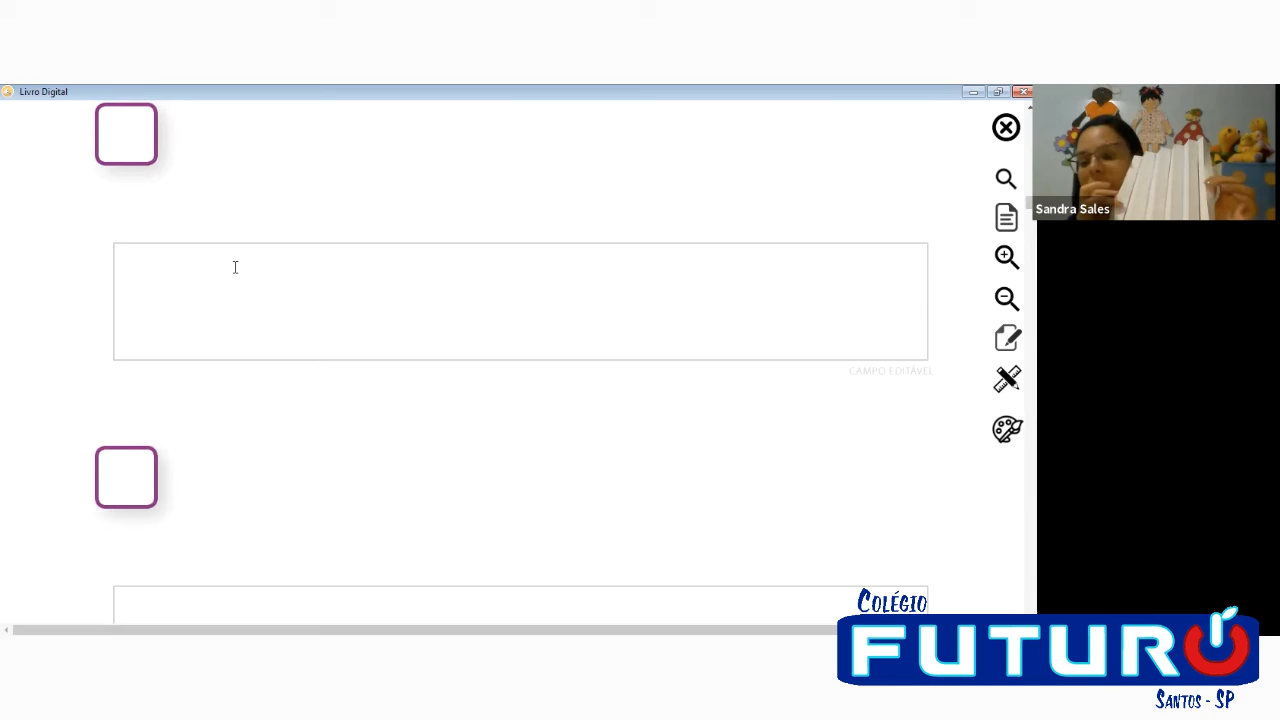 Livro Digital
Sandra Sales
CAMPO EDITÁVEL
COLÉGIO
FUTURO
SANTOS - SP